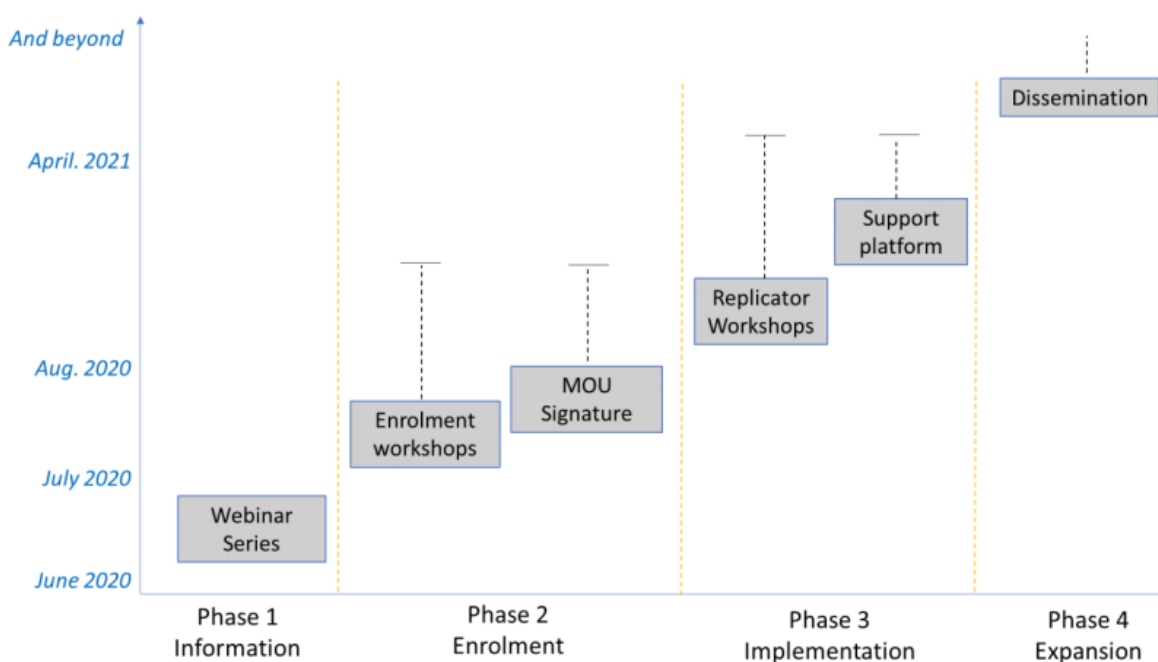 And beyond
Dissemination
April. 2021
Support
platform
Replicator
Workshops
Aug. 2020
MOU
Signature
Enrolment
workshops
July 2020
Webinar
Series
June 2020
Phase 1
Information
Phase 2
Enrolment
Phase 3
Implementation
Phase 4
Expansion